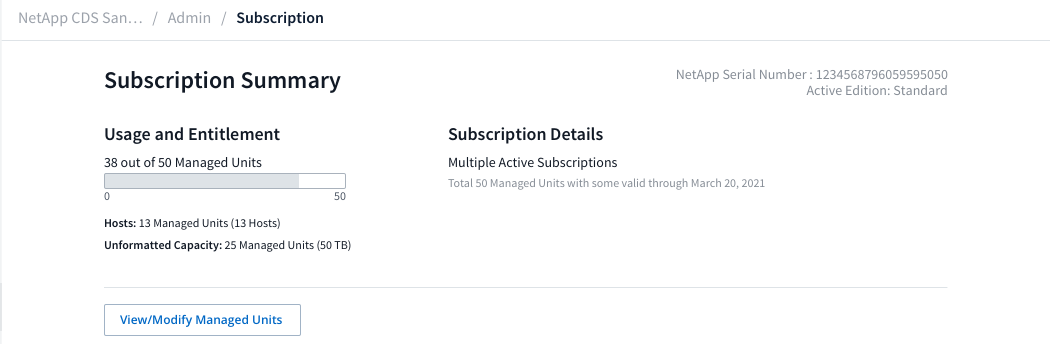 NetApp CDS San… / Admin / Subscription
Subscription Summary
NetApp Serial Number : 1234568796059595050
Active Edition: Standard
Usage and Entitlement
38 out of 50 Managed Units
0 50
Hosts: 13 Managed Units (13 Hosts)
Unformatted Capacity: 25 Managed Units (50 TB)
Subscription Details
Multiple Active Subscriptions
Total 50 Managed Units with some valid through March 20, 2021
View/Modify Managed Units